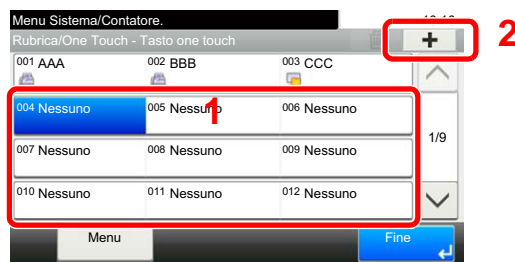 Menu Sistema/Contatore.
Rubrica/One Touch - Tasto one touch
+ 2
001 AAA 002 BBB 003 CCC
004 Nessuno 005 Nessuno 006 Nessuno
1
1/9
007 Nessuno 008 Nessuno 009 Nessuno
010 Nessuno 011 Nessuno 012 Nessuno
Menu Fine